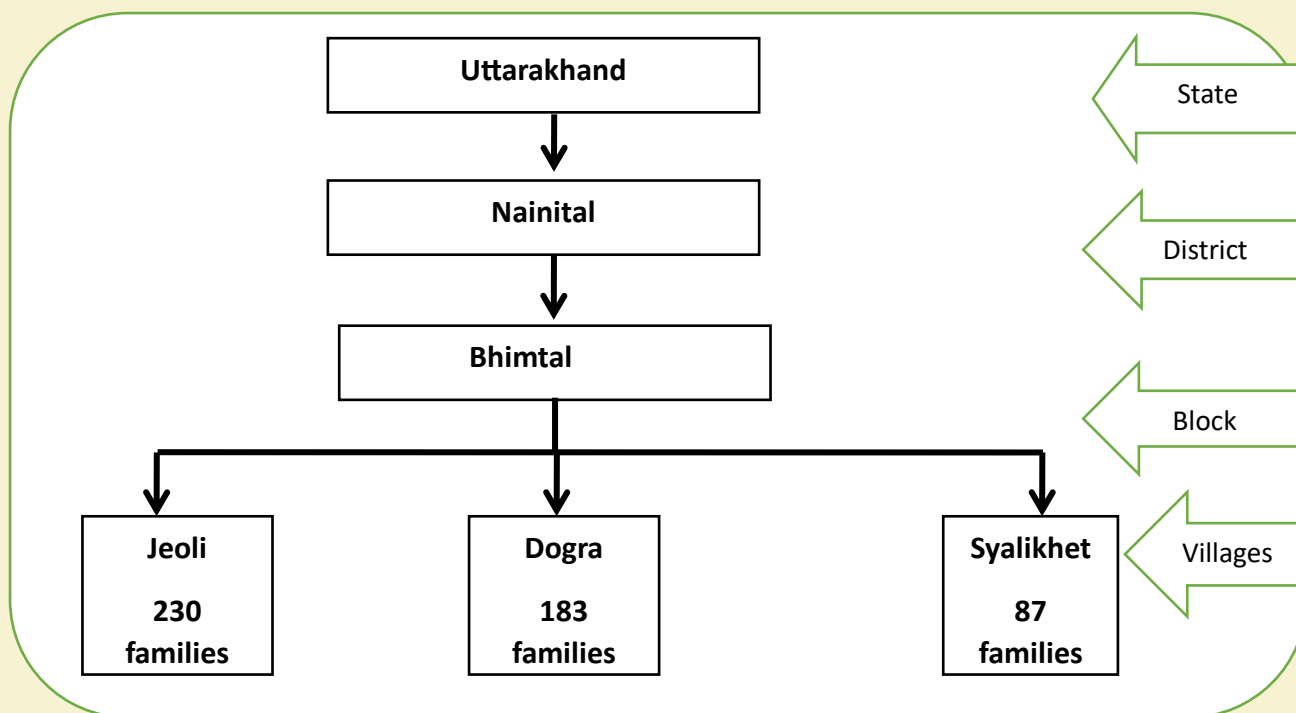 Uttarakhand
State
Nainital
District
Bhimtal
Block
Jeoli
230
families
Dogra
183
families
Syalikhet
87
families
Villages